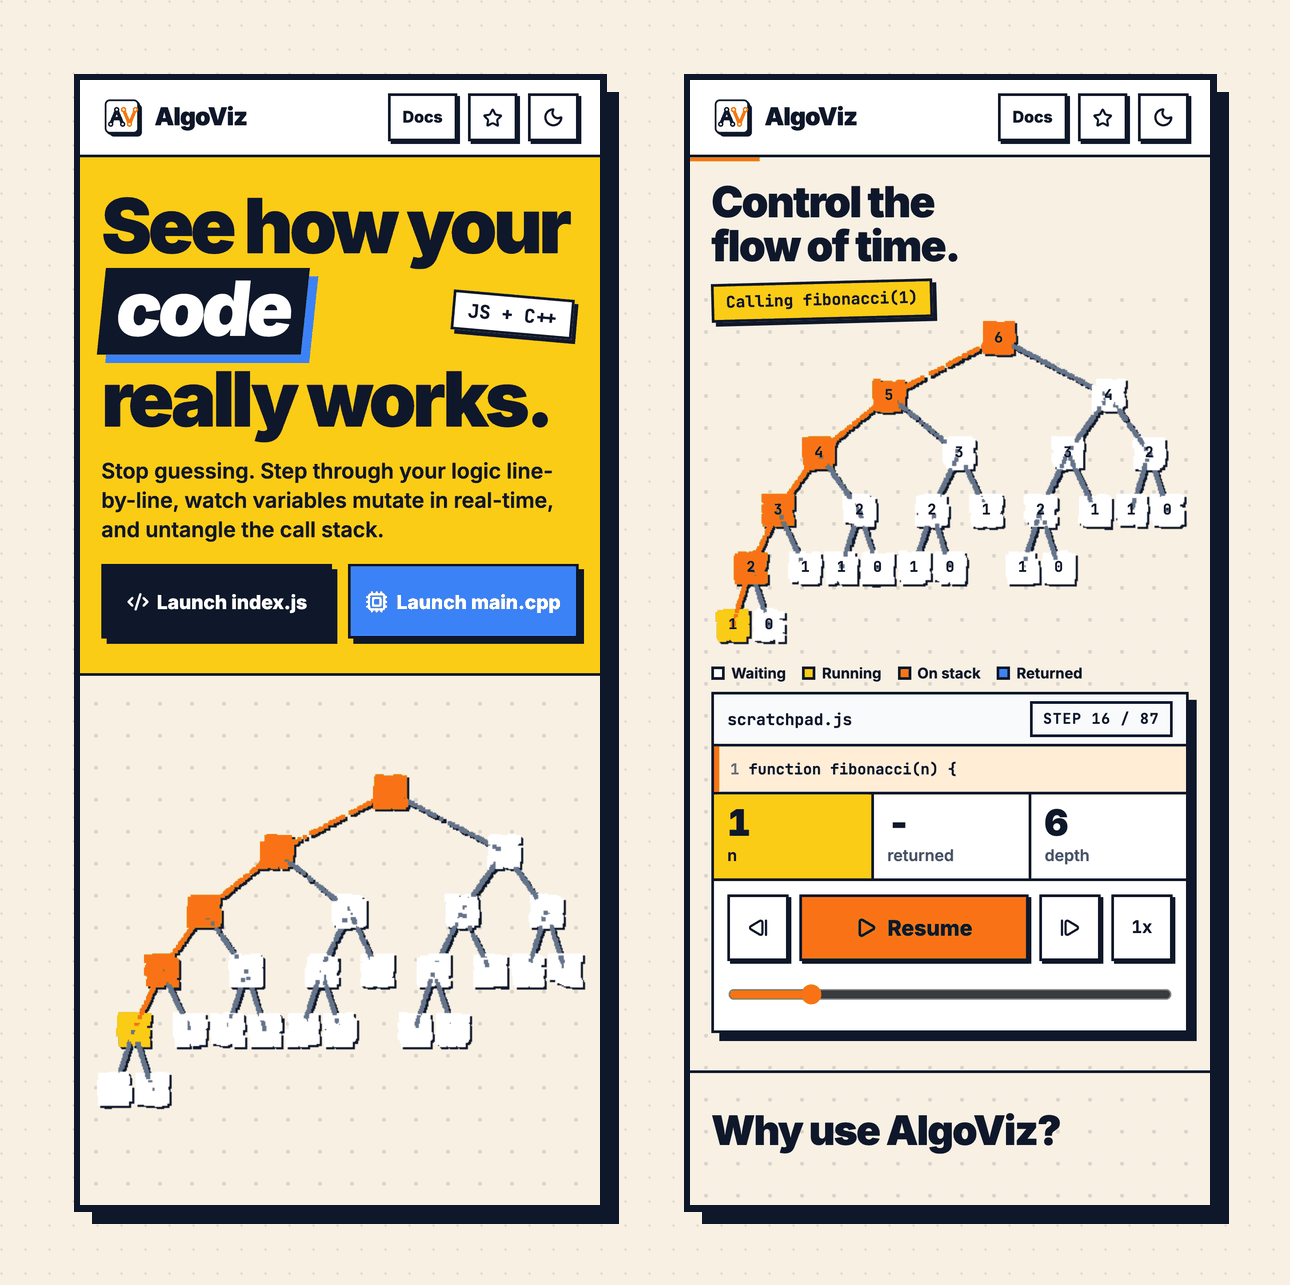 AlgoViz
Docs
See how your
code
JS + C++
really works.
Stop guessing. Step through your logic line-
by-line, watch variables mutate in real-time,
and untangle the call stack.
</> Launch index.js
Launch main.cpp
AV AlgoViz
Docs
Control the
flow of time.
Calling fibonacci(1)
6
5 4
4 3 3 2
3 2 2 1 2 1 1 0
2 1 1 0 1 0 1 0
1 0
Waiting Running On stack Returned
scratchpad.js STEP 16 / 87
1 function fibonacci(n) {
1 - 6
n returned depth
Resume 1x
Why use AlgoViz?